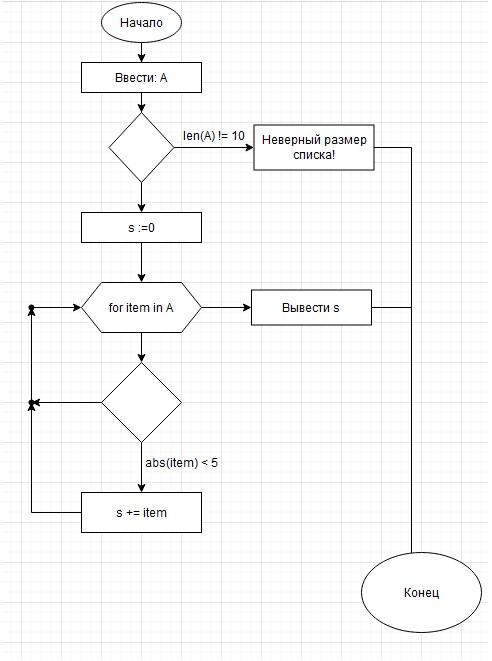 Начало
Ввести: A
len(A) != 10
Неверный размер
списка!
s :=0
for item in A
Вывести s
abs(item) < 5
s += item
Конец